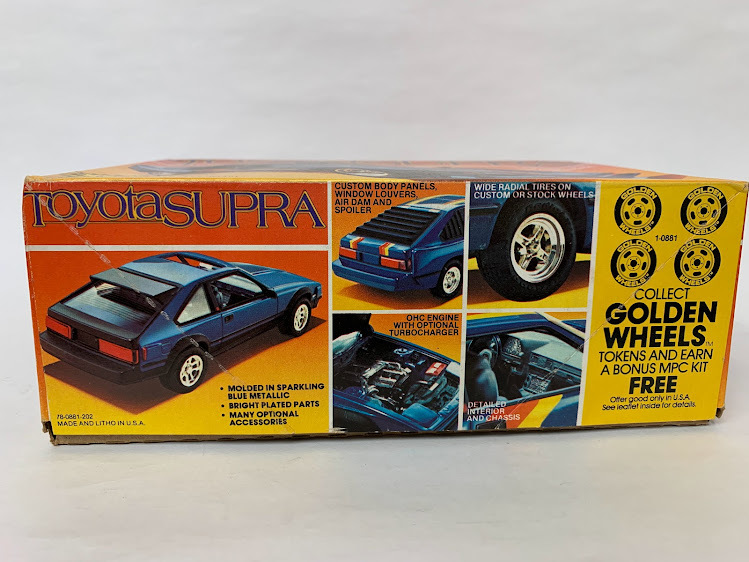 Toyota SUPRA
• MOLDED IN SPARKLING
BLUE METALLIC
• BRIGHT PLATED PARTS
• MANY OPTIONAL
ACCESSORIES
78-0881-202
MADE AND LITHO IN U.S.A.
CUSTOM BODY PANELS,
WINDOW LOUVERS,
AIR DAM AND
SPOILER
WIDE RADIAL TIRES ON
CUSTOM OR STOCK WHEELS
OHC ENGINE
WITH OPTIONAL
TURBOCHARGER
DETAILED
INTERIOR
AND CHASSIS
GOLDEN
WHEELS
GOLDEN
WHEELS
1-0881
GOLDEN
WHEELS
GOLDEN
WHEELS
COLLECT
GOLDEN
WHEELS TM
TOKENS AND EARN
A BONUS MPC KIT
FREE
Offer good only in U.S.A.
See leaflet inside for details.